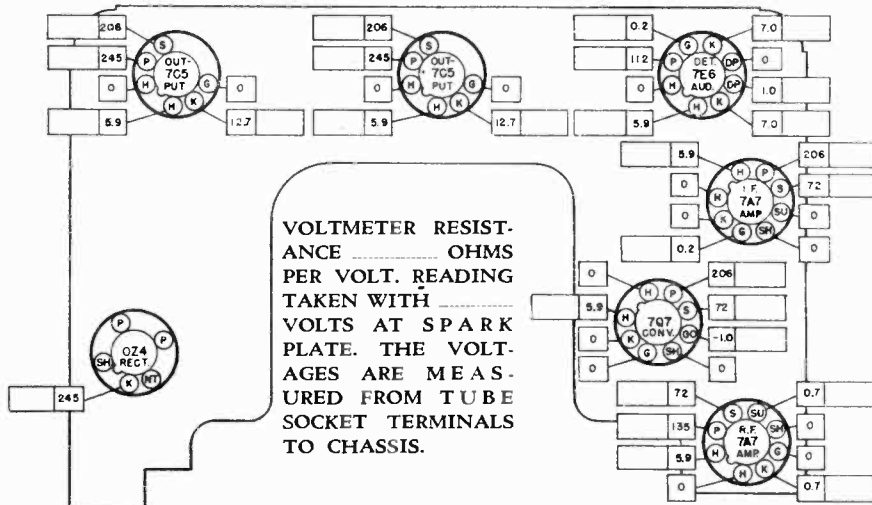 206
206
0.2
7.0
S
S
G
K
245
P
OUT-
7C5
PUT
G
245
P
OUT-
7C5
PUT
G
112
P
DET.
7E6
AUD.
DP
0
0
H
0
0
H
0
0
H
DP
1.0
5.9
H
K
12.7
5.9
H
K
12.7
5.9
H
K
7.0
5.9
H
P
206
0
H
I.F.
7A7
AMP
S
72
0
K
SU
0
0.2
G
SH
0
VOLTMETER RESIST-
ANCE ______ OHMS
PER VOLT. READING
TAKEN WITH ______
VOLTS AT SPARK
PLATE. THE VOLT-
AGES ARE MEAS-
URED FROM TUBE
SOCKET TERMINALS
TO CHASSIS.
0
H
P
206
5.9
H
7Q7
CONV.
S
72
0
K
GO
-1.0
0
G
SH
0
P
P
OZ4
RECT.
SH
K
NT
245
72
S
SU
0.7
135
P
R.F.
7A7
AMP.
SH
0
5.9
H
G
0
0
H
K
0.7